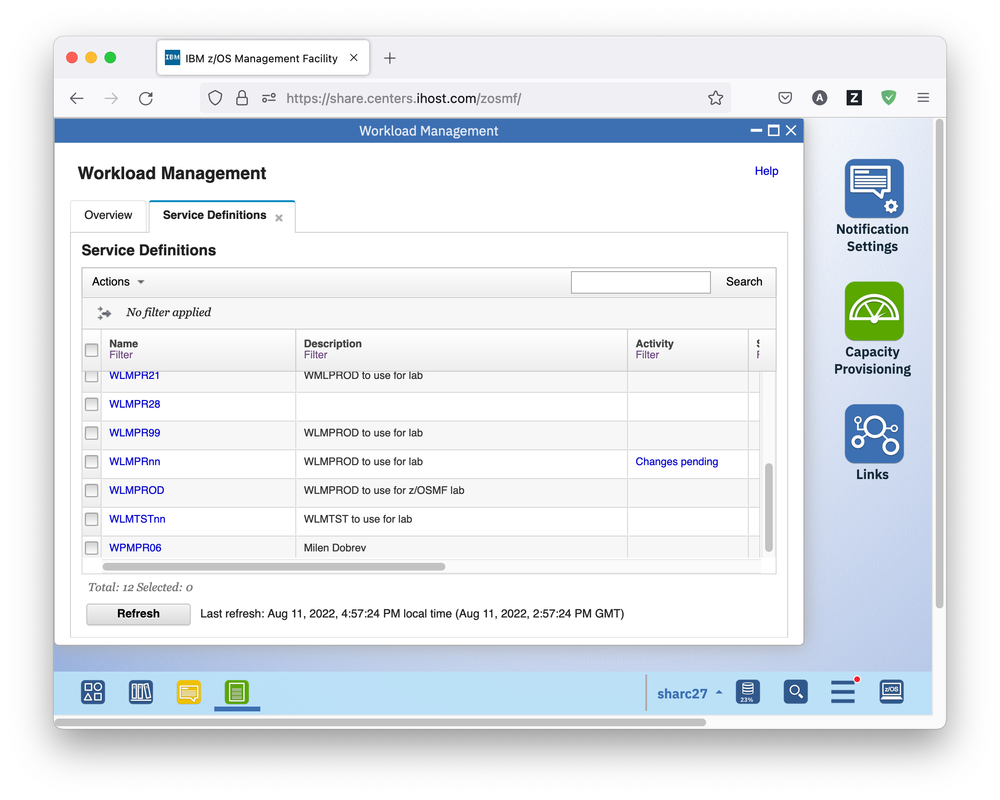 IBM IBM z/OS Management Facility
https://share.centers.ihost.com/zosmf/
A Z
Workload Management
Workload Management
Help
Overview
Service Definitions
Service Definitions
Actions
Search
No filter applied
Name Description Activity
Filter Filter Filter
WLMPR21 WMLPROD to use for lab
WLMPR28
WLMPR99 WLMPROD to use for lab
WLMPRnn WLMPROD to use for lab Changes pending
WLMPROD WLMPROD to use for z/OSMF lab
WLMTSTnn WLMTST to use for lab
WPMPR06 Milen Dobrev
Total: 12 Selected: 0
Refresh Last refresh: Aug 11, 2022, 4:57:24 PM local time (Aug 11, 2022, 2:57:24 PM GMT)
Notification
Settings
Capacity
Provisioning
Links
sharc27
23%
z/OS